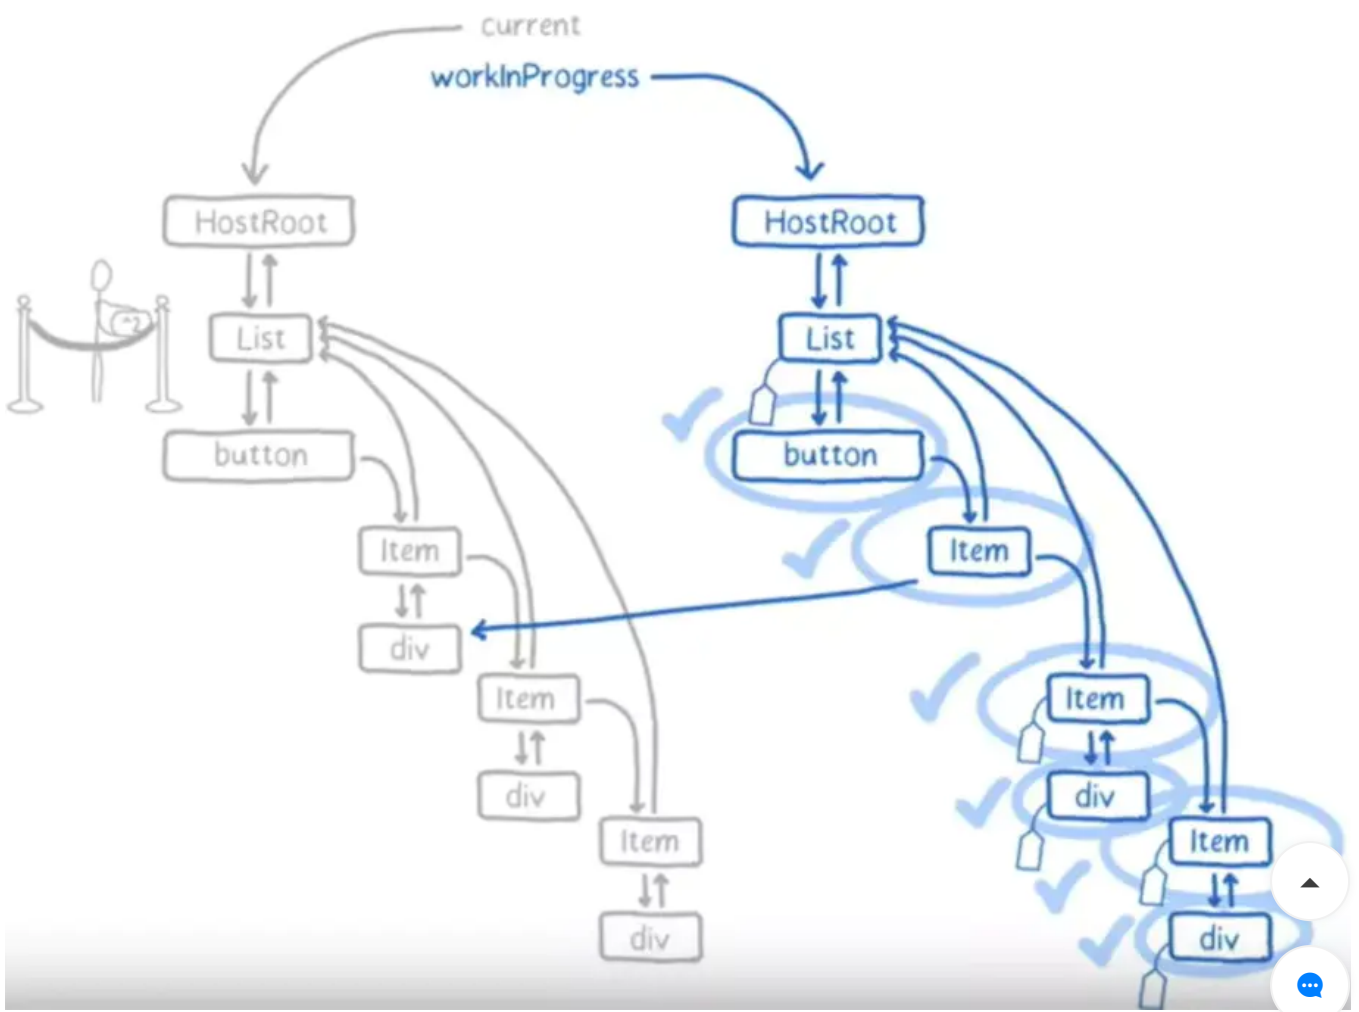 current
workInProgress
HostRoot
HostRoot
List
List
^2
button
button
Item
Item
div
Item
Item
div
div
Item
Item
div
div